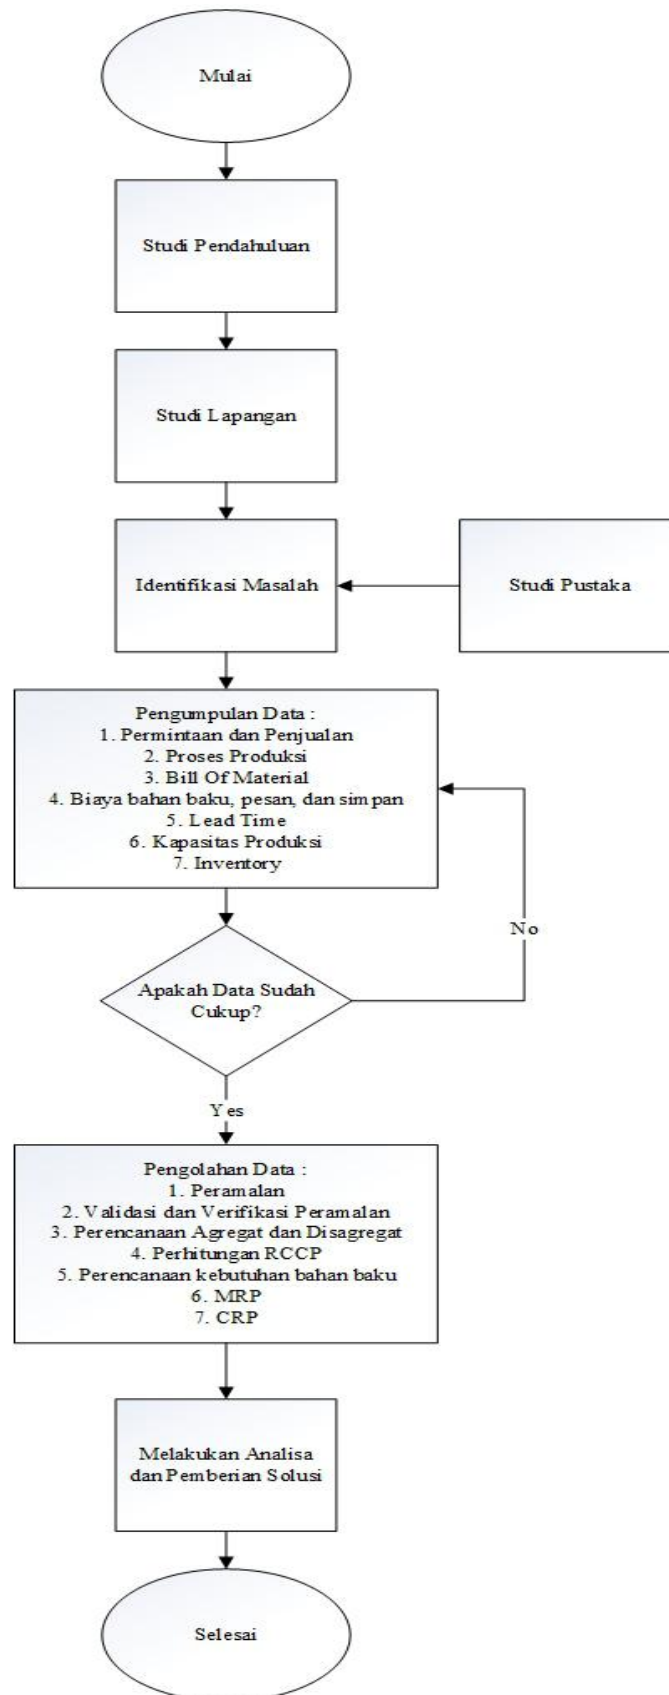 Mulai
Studi Pendahuluan
Studi Lapangan
Identifikasi Masalah
Studi Pustaka
Pengumpulan Data :
1. Permintaan dan Penjualan
2. Proses Produksi
3. Bill Of Material
4. Biaya bahan baku, pesan, dan simpan
5. Lead Time
6. Kapasitas Produksi
7. Inventory
No
Apakah Data Sudah
Cukup?
Yes
Pengolahan Data :
1. Peramalan
2. Validasi dan Verifikasi Peramalan
3. Perencanaan Agregat dan Disagregat
4. Perhitungan RCCP
5. Perencanaan kebutuhan bahan baku
6. MRP
7. CRP
Melakukan Analisa
dan Pemberian Solusi
Selesai